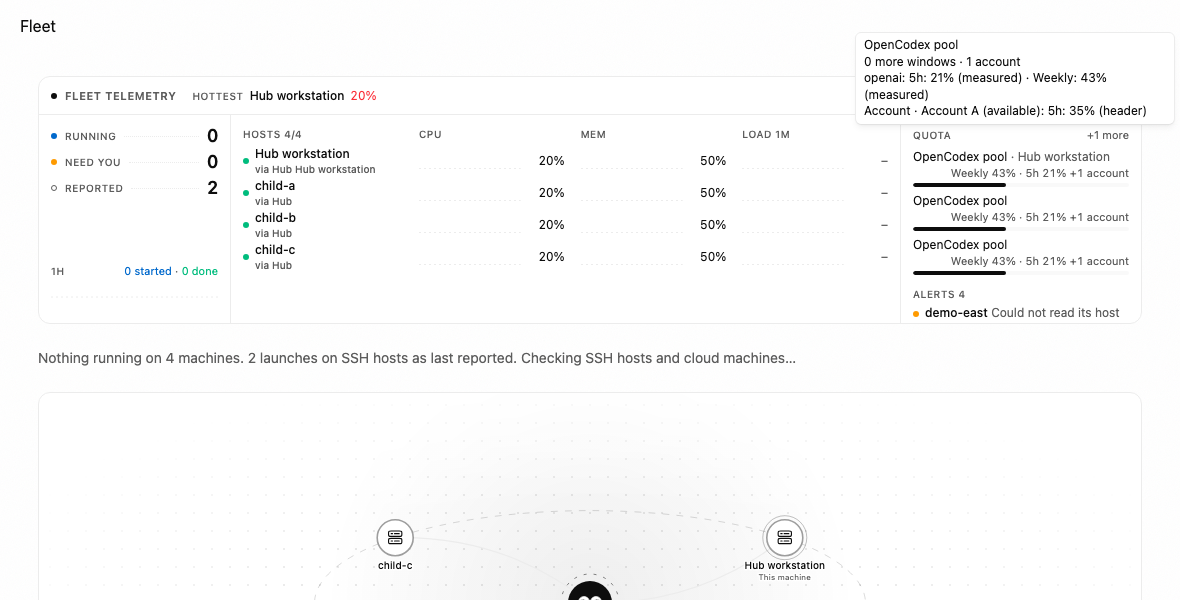 Fleet
OpenCodex pool
0 more windows · 1 account
openai: 5h: 21% (measured) · Weekly: 43%
(measured)
Account · Account A (available): 5h: 35% (header)
FLEET TELEMETRY HOTTEST Hub workstation 20%
RUNNING 0
NEED YOU 0
REPORTED 2
1H 0 started · 0 done
HOSTS 4/4 CPU MEM LOAD 1M
Hub workstation 20% 50% –
via Hub Hub workstation
child-a 20% 50% –
via Hub
child-b 20% 50% –
via Hub
child-c 20% 50% –
via Hub
QUOTA +1 more
OpenCodex pool · Hub workstation
Weekly 43% · 5h 21% +1 account
OpenCodex pool
Weekly 43% · 5h 21% +1 account
OpenCodex pool
Weekly 43% · 5h 21% +1 account
ALERTS 4
demo-east Could not read its host
Nothing running on 4 machines. 2 launches on SSH hosts as last reported. Checking SSH hosts and cloud machines…
child-c
Hub workstation
This machine